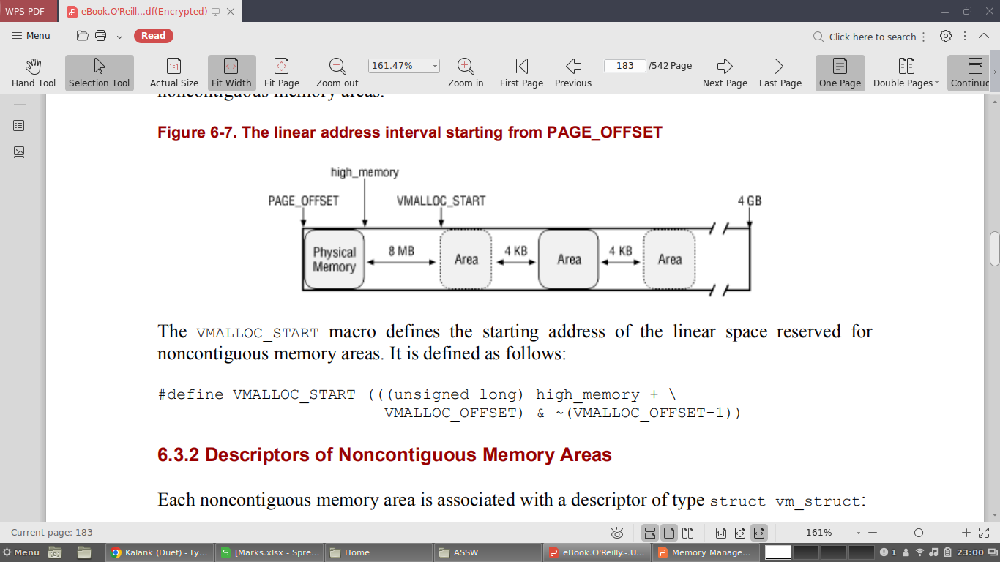 WPS PDF
eBook.O'Reill...df(Encrypted)
Menu
Read
Click here to search
Hand Tool
Selection Tool
Actual Size
Fit Width
Fit Page
Zoom out
161.47%
Zoom in
First Page
Previous
183 /542 Page
Next Page
Last Page
One Page
Double Pages
Continuc
noncontiguous memory areas.
Figure 6-7. The linear address interval starting from PAGE_OFFSET
high_memory
PAGE_OFFSET VMALLOC_START 4 GB
Physical Memory
8 MB
Area
4 KB
Area
4 KB
Area
The VMALLOC_START macro defines the starting address of the linear space reserved for
noncontiguous memory areas. It is defined as follows:
#define VMALLOC_START (((unsigned long) high_memory + \
VMALLOC_OFFSET) & ~(VMALLOC_OFFSET-1))
6.3.2 Descriptors of Noncontiguous Memory Areas
Each noncontiguous memory area is associated with a descriptor of type struct vm_struct:
Current page: 183
161%
Menu
Kalank (Duet) - Ly...
[Marks.xlsx - Spre...
Home
ASSW
eBook.O'Reilly.-.U...
Memory Manage...
1
23:00